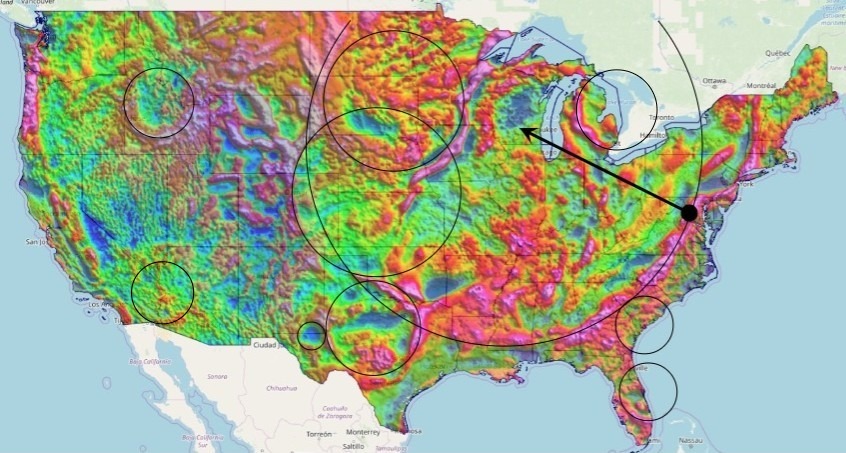 Vancouver
Québec
Ottawa
Montréal
Toronto
Hamilton
York
San Jo
Los An
Ciudad J
Baja California
Sonora
Chihuahua
Coahuila
de Zaragoza
Baja California
Sur
Torreón
Monterrey
Saltillo
Tamaulipas
Nassau